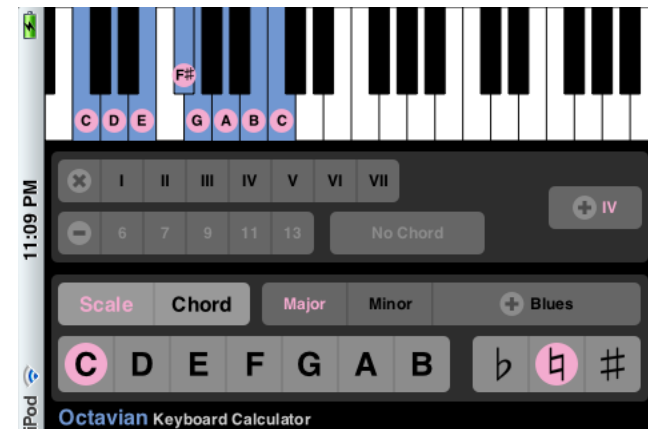 F♯
C D E G A B C
I II III IV V VI VII
IV
6 7 9 11 13 No Chord
Scale Chord Major Minor Blues
C D E F G A B ♭ ♮ ♯
Octavian Keyboard Calculator
iPod 11:09 PM